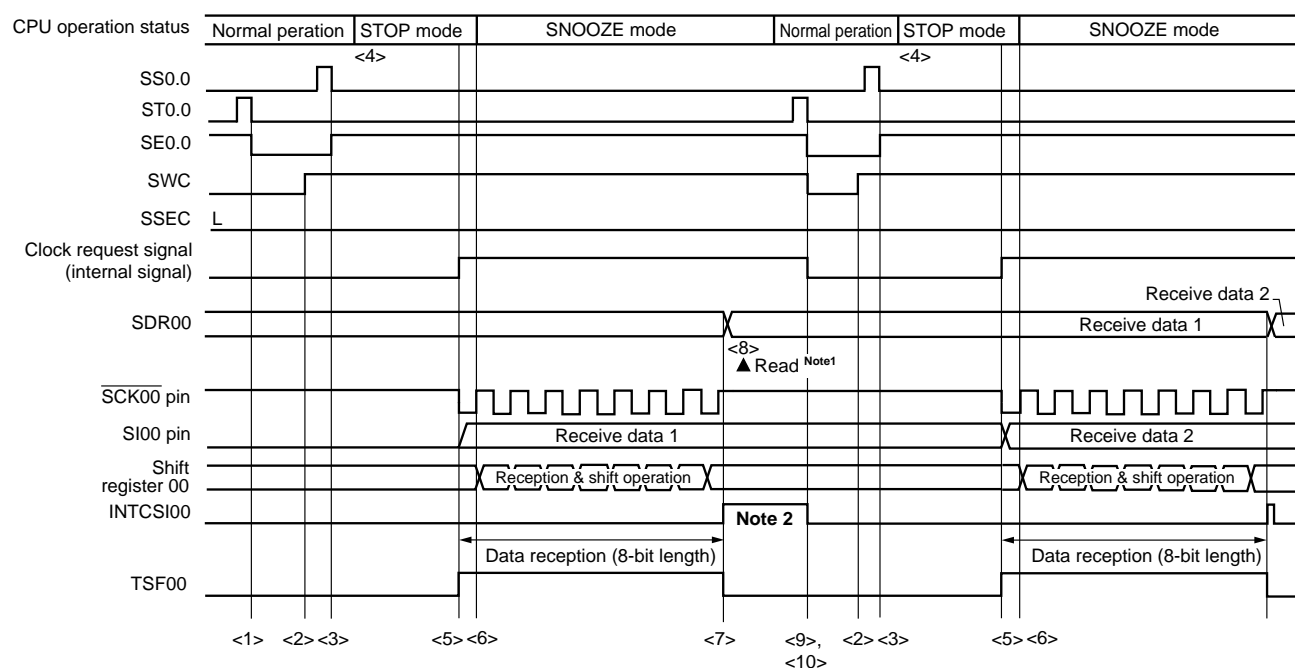 CPU operation status Normal peration STOP mode SNOOZE mode Normal peration STOP mode SNOOZE mode
<4> <4>
SS0.0
ST0.0
SE0.0
SWC
SSEC L
Clock request signal
(internal signal)
Receive data 2
SDR00 Receive data 1
<8>
▲ Read Note1
SCK00 pin
SI00 pin Receive data 1 Receive data 2
Shift
register 00 Reception & shift operation Reception & shift operation
INTCSI00 Note 2
Data reception (8-bit length) Data reception (8-bit length)
TSF00
<1> <2> <3> <5> <6> <7> <9>, <2> <3> <5> <6>
<10>